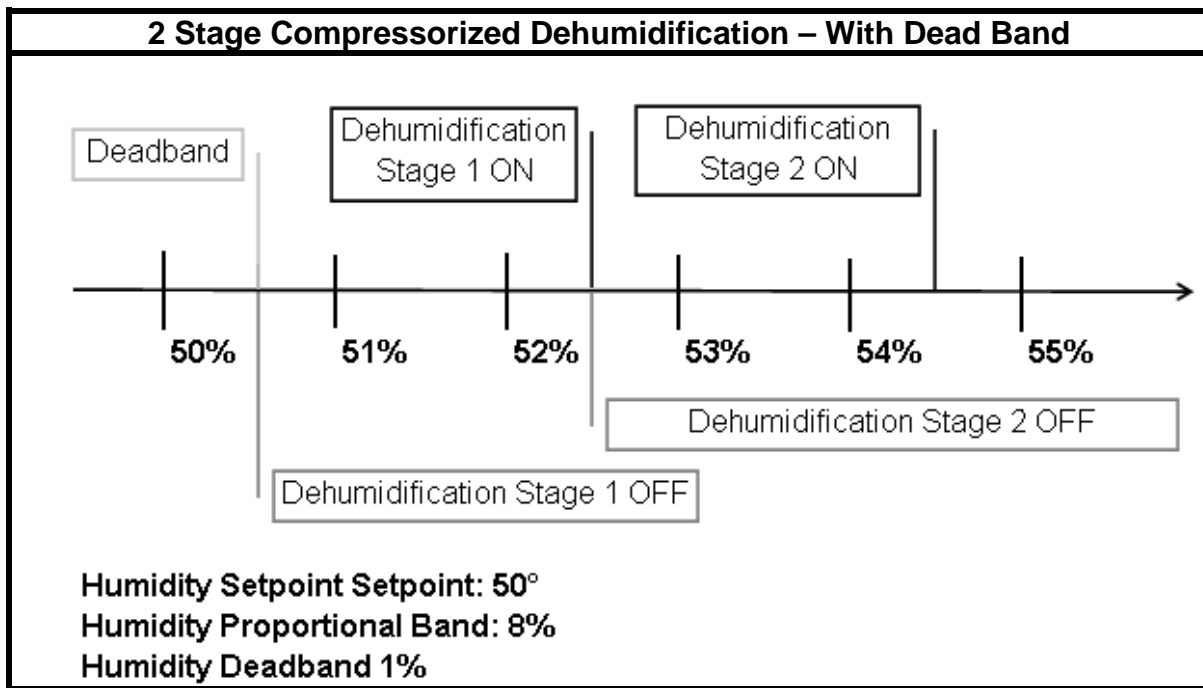 2 Stage Compressorized Dehumidification – With Dead Band
Deadband
Dehumidification
Stage 1 ON
Dehumidification
Stage 2 ON
50%
51%
52%
53%
54%
55%
Dehumidification Stage 2 OFF
Dehumidification Stage 1 OFF
Humidity Setpoint Setpoint: 50°
Humidity Proportional Band: 8%
Humidity Deadband 1%